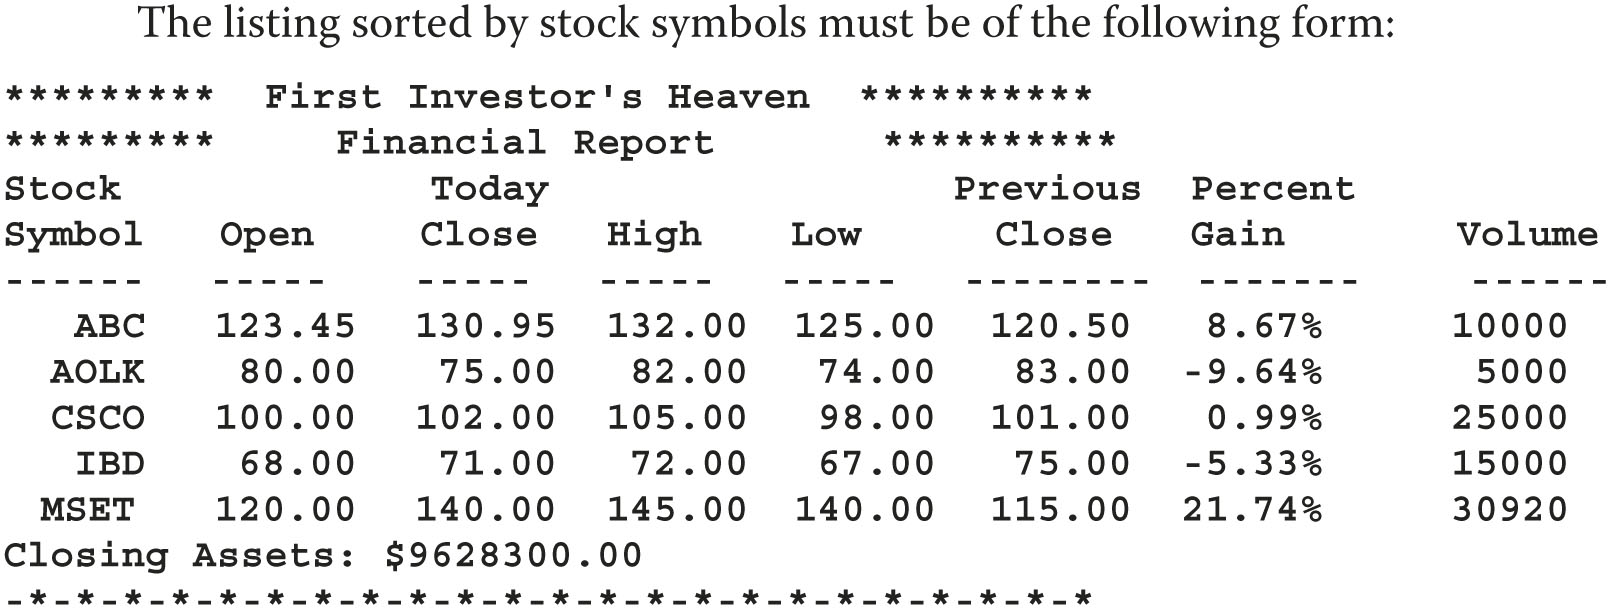 The listing sorted by stock symbols must be of the following form:
*********  First Investor's Heaven  **********
*********     Financial Report       **********
Stock             Today                 Previous  Percent
Symbol   Open     Close   High    Low      Close   Gain       Volume
------   -----    -----   -----   -----   --------  -------     ------
ABC   123.45  130.95  132.00  125.00  120.50   8.67%     10000
AOLK    80.00   75.00   82.00   74.00   83.00  -9.64%      5000
CSCO   100.00  102.00  105.00   98.00  101.00   0.99%     25000
IBD    68.00   71.00   72.00   67.00   75.00  -5.33%     15000
MSET   120.00  140.00  145.00  140.00  115.00  21.74%     30920
Closing Assets: $9628300.00
-*-*-*-*-*-*-*-*-*-*-*-*-*-*-*-*-*-*-*-*-*-*-*